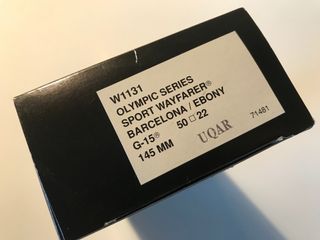 W1131
OLYMPIC SERIES
SPORT WAYFARER®
BARCELONA / EBONY
G-15® 50□22
145 MM UQAR 71481